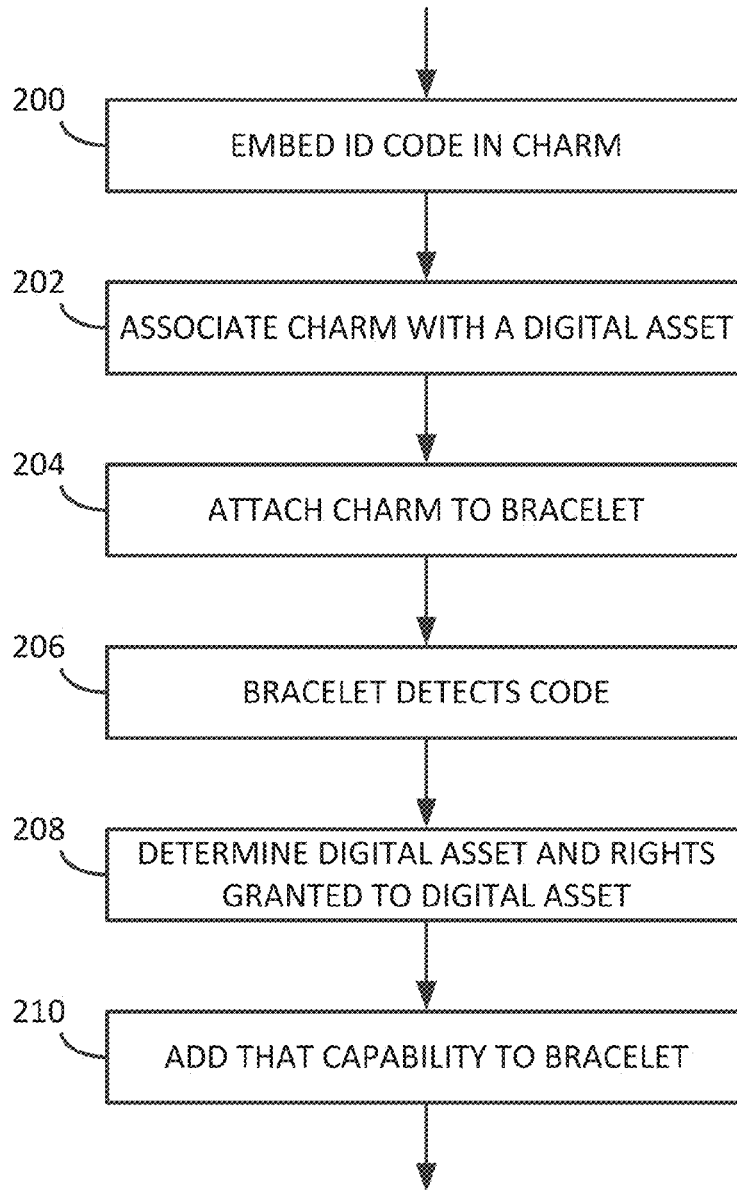 200
EMBED ID CODE IN CHARM
202
ASSOCIATE CHARM WITH A DIGITAL ASSET
204
ATTACH CHARM TO BRACELET
206
BRACELET DETECTS CODE
208
DETERMINE DIGITAL ASSET AND RIGHTS
GRANTED TO DIGITAL ASSET
210
ADD THAT CAPABILITY TO BRACELET